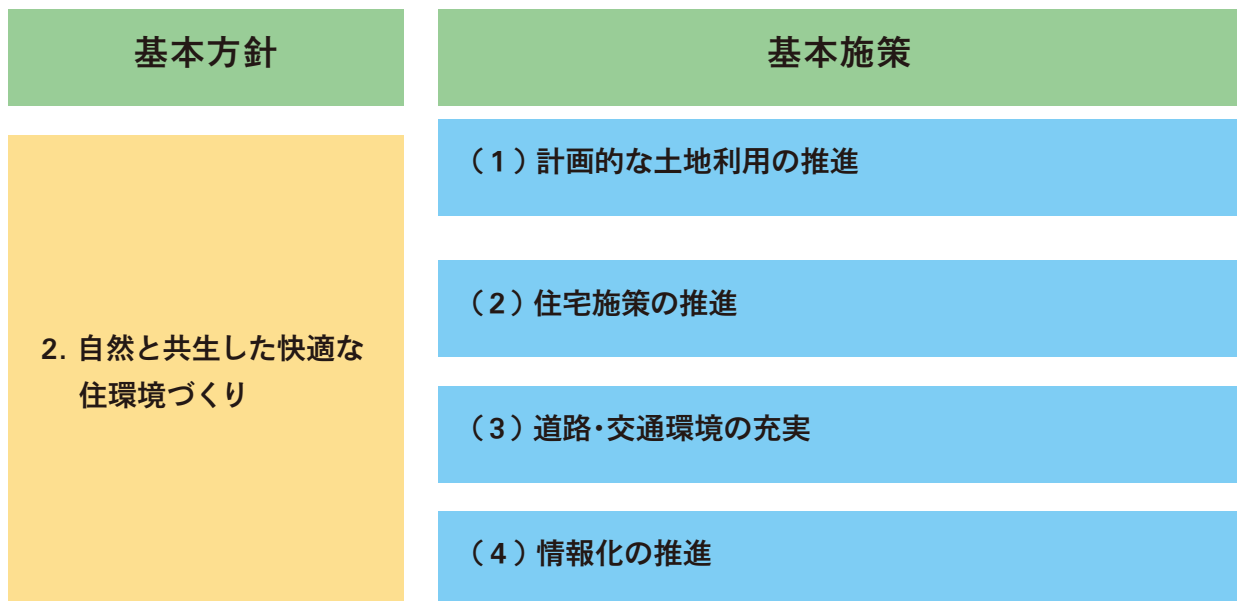 基本方針
基本施策
2. 自然と共生した快適な
住環境づくり
（1）計画的な土地利用の推進
（2）住宅施策の推進
（3）道路・交通環境の充実
（4）情報化の推進